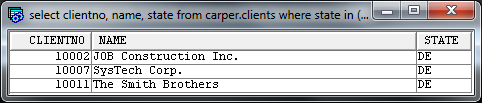 select clientno, name, state from carper.clients where state in (...
CLIENTNO NAME STATE
10002 JOB Construction Inc. DE
10007 SysTech Corp. DE
10011 The Smith Brothers DE